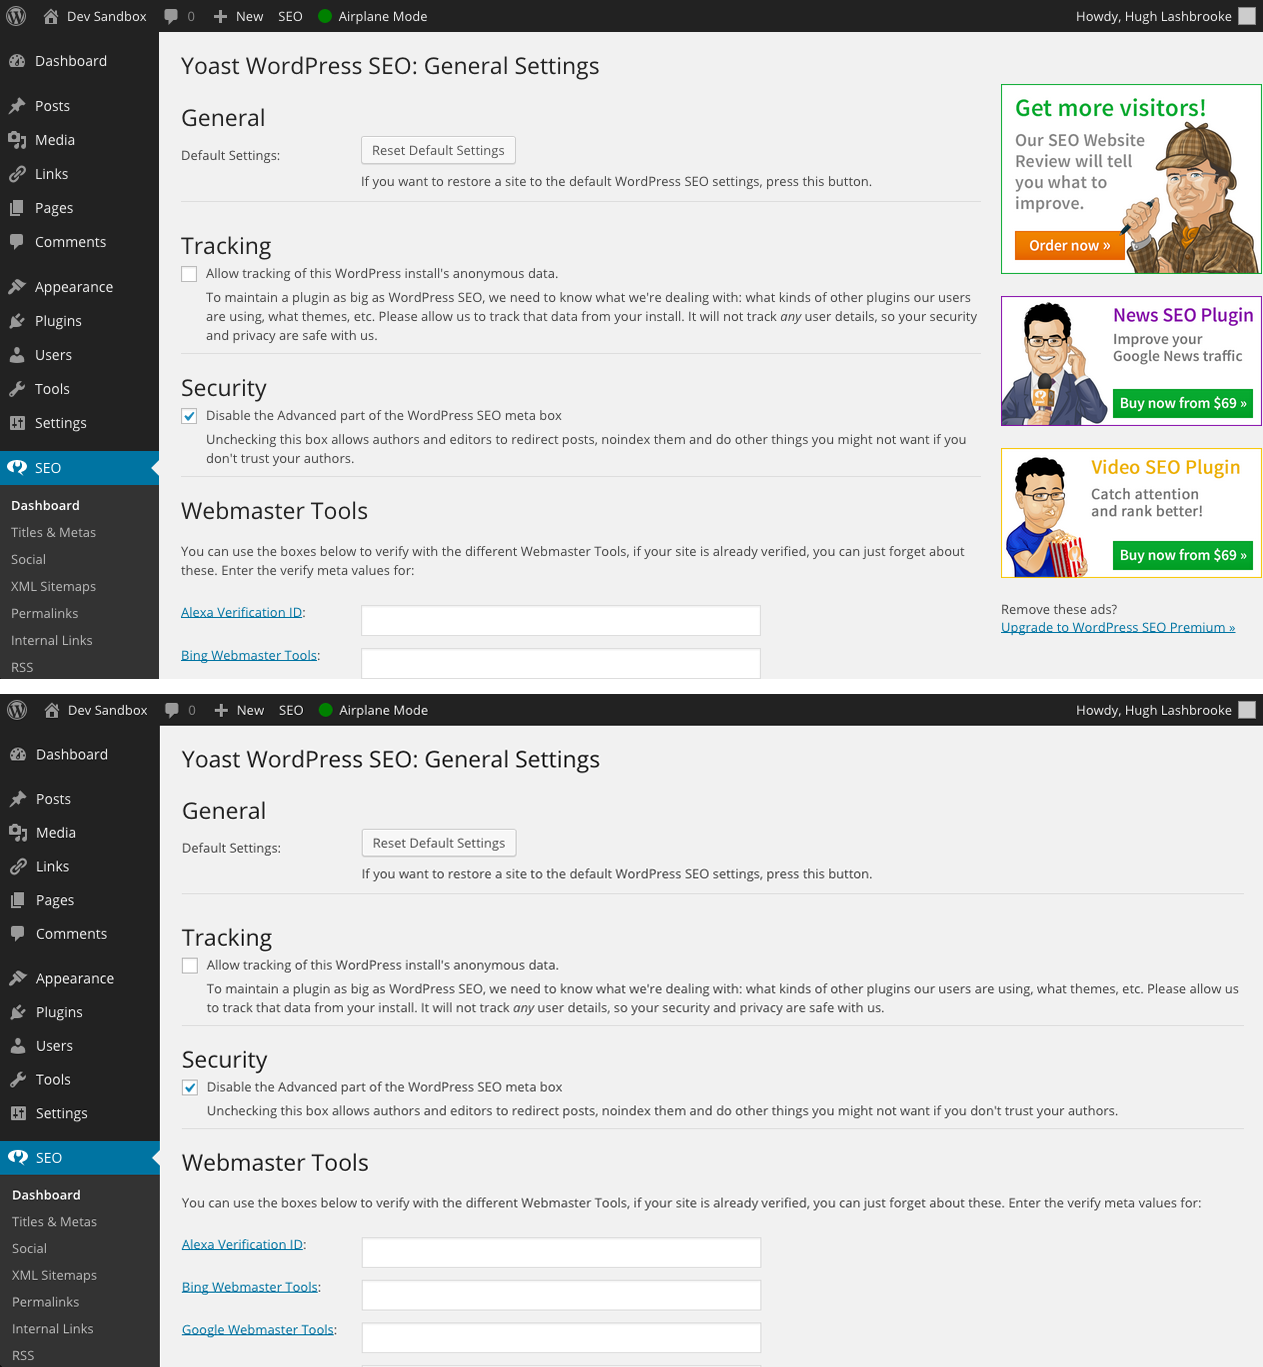 Dev Sandbox 0 New SEO Airplane Mode Howdy, Hugh Lashbrooke
Dashboard
Posts
Media
Links
Pages
Comments
Appearance
Plugins
Users
Tools
Settings
SEO
Dashboard
Titles & Metas
Social
XML Sitemaps
Permalinks
Internal Links
RSS
Yoast WordPress SEO: General Settings
General
Default Settings: Reset Default Settings
If you want to restore a site to the default WordPress SEO settings, press this button.
Tracking
Allow tracking of this WordPress install's anonymous data.
To maintain a plugin as big as WordPress SEO, we need to know what we're dealing with: what kinds of other plugins our users
are using, what themes, etc. Please allow us to track that data from your install. It will not track any user details, so your security
and privacy are safe with us.
Security
Disable the Advanced part of the WordPress SEO meta box
Unchecking this box allows authors and editors to redirect posts, noindex them and do other things you might not want if you
don't trust your authors.
Webmaster Tools
You can use the boxes below to verify with the different Webmaster Tools, if your site is already verified, you can just forget about
these. Enter the verify meta values for:
Alexa Verification ID:
Bing Webmaster Tools:
Get more visitors!
Our SEO Website
Review will tell
you what to
improve.
Order now »
News SEO Plugin
Improve your
Google News traffic
Buy now from $69 »
Video SEO Plugin
Catch attention
and rank better!
Buy now from $69 »
Remove these ads?
Upgrade to WordPress SEO Premium »
Dev Sandbox 0 New SEO Airplane Mode Howdy, Hugh Lashbrooke
Dashboard
Posts
Media
Links
Pages
Comments
Appearance
Plugins
Users
Tools
Settings
SEO
Dashboard
Titles & Metas
Social
XML Sitemaps
Permalinks
Internal Links
RSS
Yoast WordPress SEO: General Settings
General
Default Settings: Reset Default Settings
If you want to restore a site to the default WordPress SEO settings, press this button.
Tracking
Allow tracking of this WordPress install's anonymous data.
To maintain a plugin as big as WordPress SEO, we need to know what we're dealing with: what kinds of other plugins our users are using, what themes, etc. Please allow us
to track that data from your install. It will not track any user details, so your security and privacy are safe with us.
Security
Disable the Advanced part of the WordPress SEO meta box
Unchecking this box allows authors and editors to redirect posts, noindex them and do other things you might not want if you don't trust your authors.
Webmaster Tools
You can use the boxes below to verify with the different Webmaster Tools, if your site is already verified, you can just forget about these. Enter the verify meta values for:
Alexa Verification ID:
Bing Webmaster Tools:
Google Webmaster Tools: